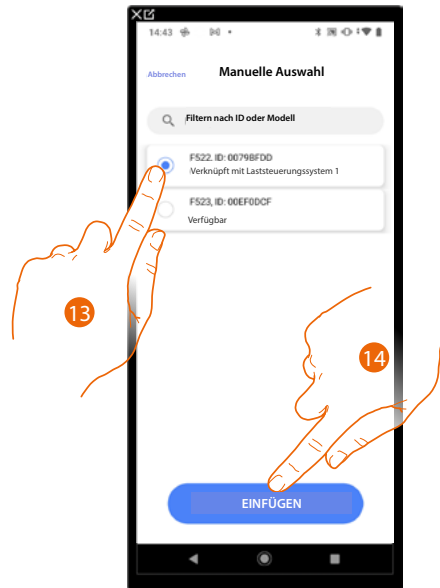 14:43
Abbrechen Manuelle Auswahl
Filtern nach ID oder Modell
F522. ID: 0079BFDD
Verknüpft mit Laststeuerungssystem 1
F523, ID: 00EF0DCF
Verfügbar
13
14
EINFÜGEN